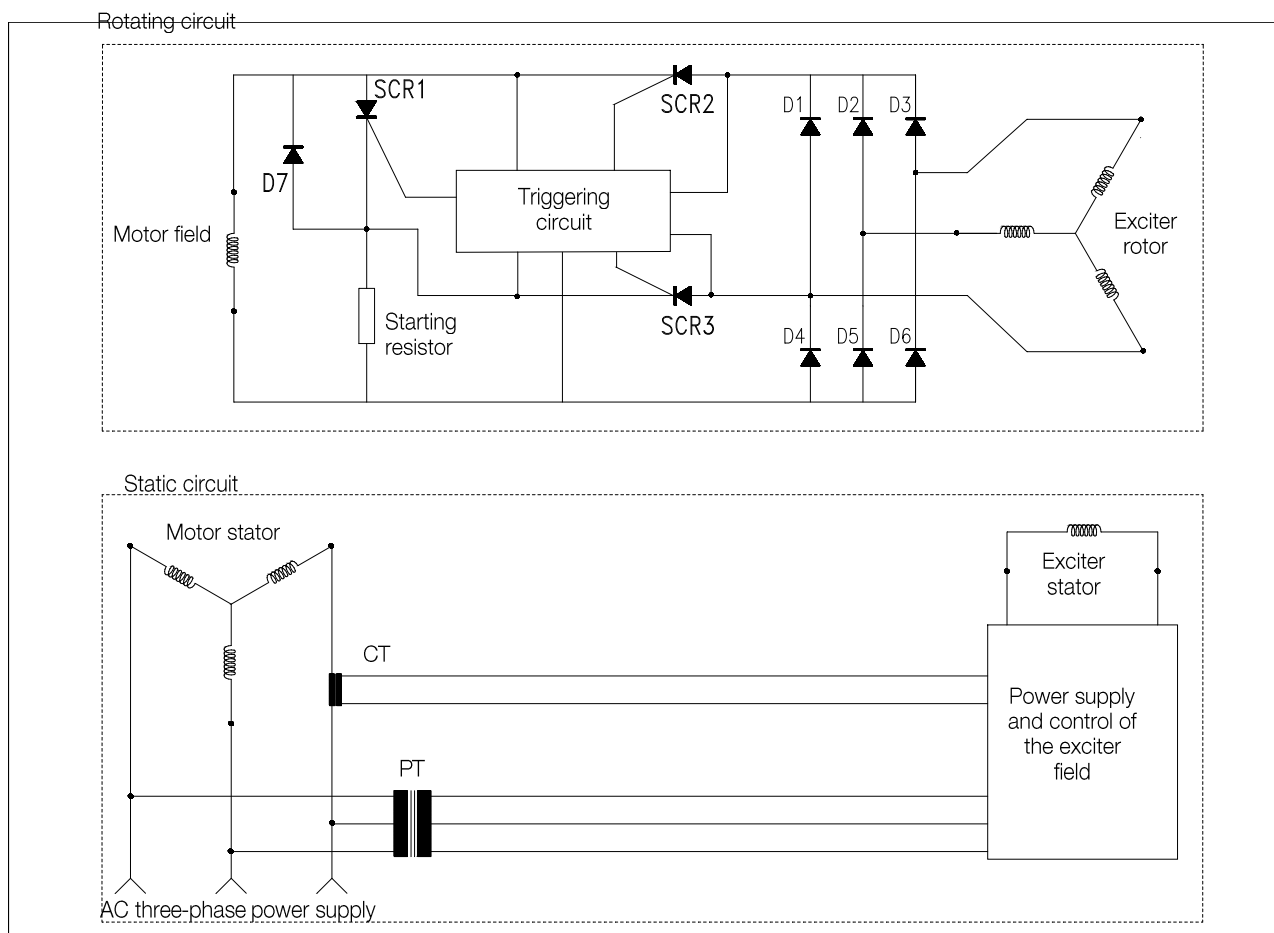 Rotating circuit
SCR1
SCR2
D1
D2
D3
D7
Triggering
circuit
Motor field
Exciter
rotor
Starting
resistor
SCR3
D4
D5
D6
Static circuit
Motor stator
Exciter
stator
CT
Power supply
and control of
the exciter
field
PT
AC three-phase power supply